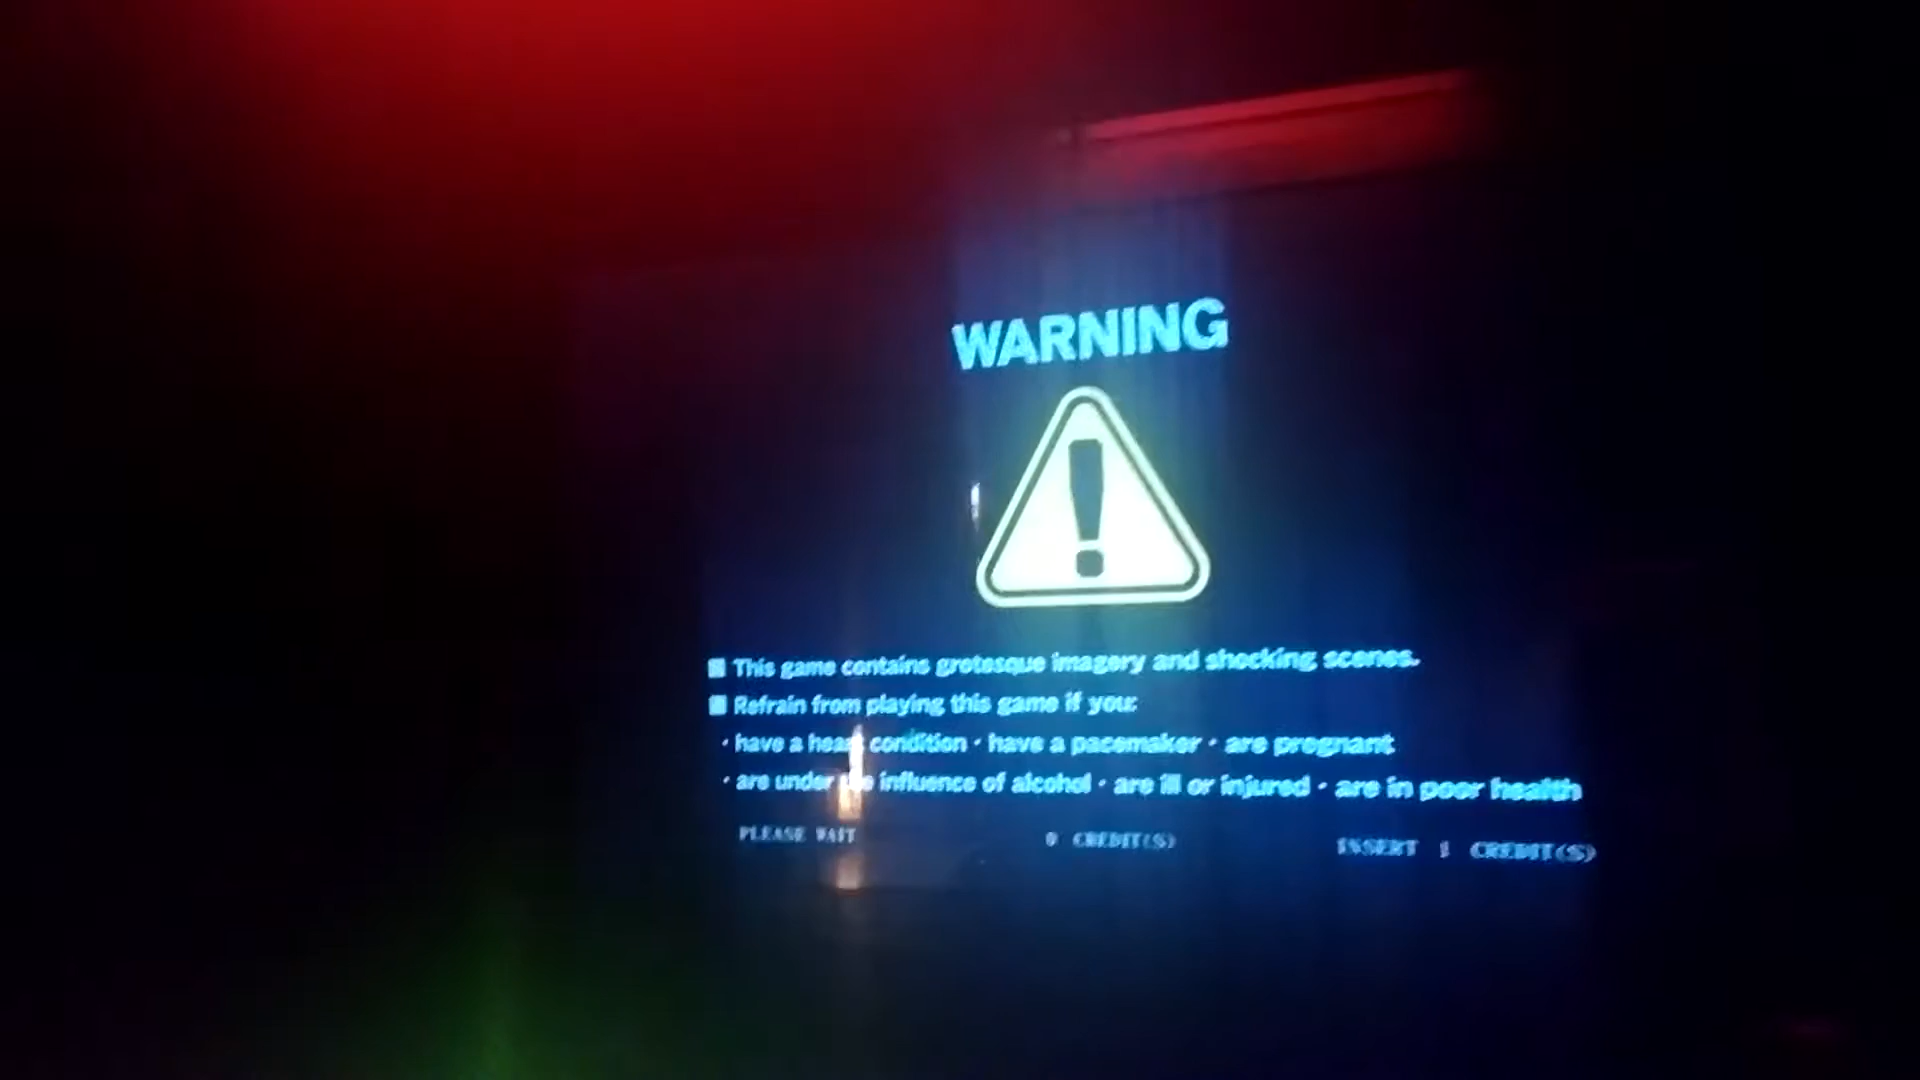 WARNING
■ This game contains grotesque imagery and shocking scenes.
■ Refrain from playing this game if you:
· have a heart condition · have a pacemaker · are pregnant
· are under the influence of alcohol · are ill or injured · are in poor health
PLEASE WAIT 0 CREDIT(S) INSERT 1 CREDIT(S)